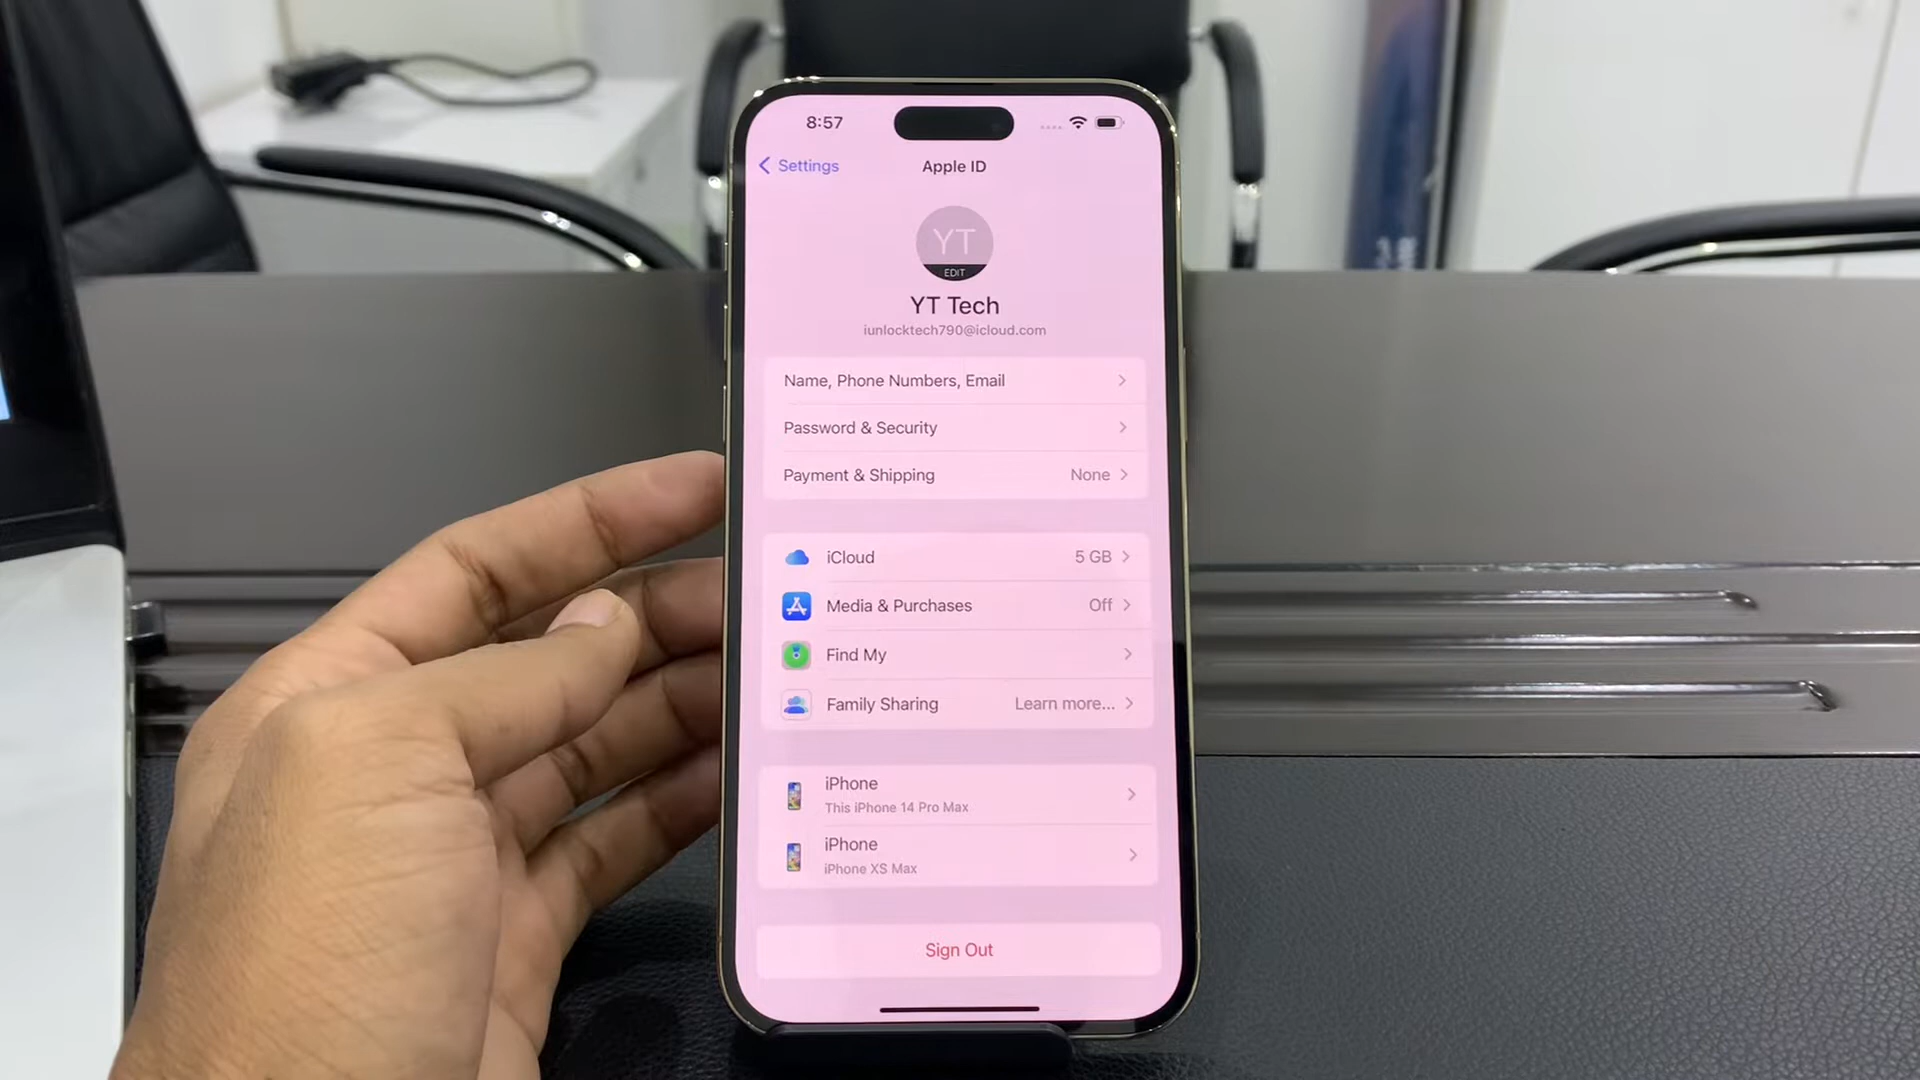 8:57
Settings
Apple ID
YT
EDIT
YT Tech
iunlocktech790@icloud.com
Name, Phone Numbers, Email
Password & Security
Payment & Shipping None
iCloud 5 GB
Media & Purchases Off
Find My
Family Sharing Learn more...
iPhone
This iPhone 14 Pro Max
iPhone
iPhone XS Max
Sign Out